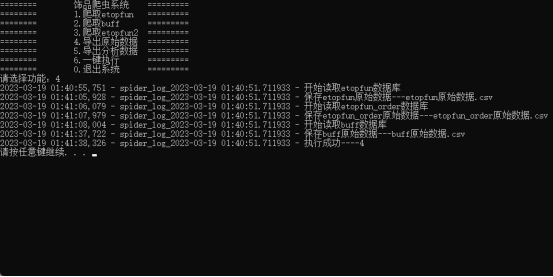 ========        饰品爬虫系统    =========
========        1.爬取etopfun   =========
========        2.爬取buff      =========
========        3.爬取etopfun2  =========
========        4.导出原始数据  =========
========        5.导出分析数据  =========
========        6.一键执行      =========
========        0.退出系统      =========
请选择功能：4
2023-03-19 01:40:55,751 - spider_log_2023-03-19 01:40:51.711933 - 开始读取etopfun数据库
2023-03-19 01:41:05,928 - spider_log_2023-03-19 01:40:51.711933 - 保存etopfun原始数据---etopfun原始数据.csv
2023-03-19 01:41:06,079 - spider_log_2023-03-19 01:40:51.711933 - 开始读取etopfun_order数据库
2023-03-19 01:41:07,979 - spider_log_2023-03-19 01:40:51.711933 - 保存etopfun_order原始数据---etopfun_order原始数据.csv
2023-03-19 01:41:08,004 - spider_log_2023-03-19 01:40:51.711933 - 开始读取buff数据库
2023-03-19 01:41:37,722 - spider_log_2023-03-19 01:40:51.711933 - 保存buff原始数据---buff原始数据.csv
2023-03-19 01:41:38,326 - spider_log_2023-03-19 01:40:51.711933 - 执行成功----4
请按任意键继续. . .